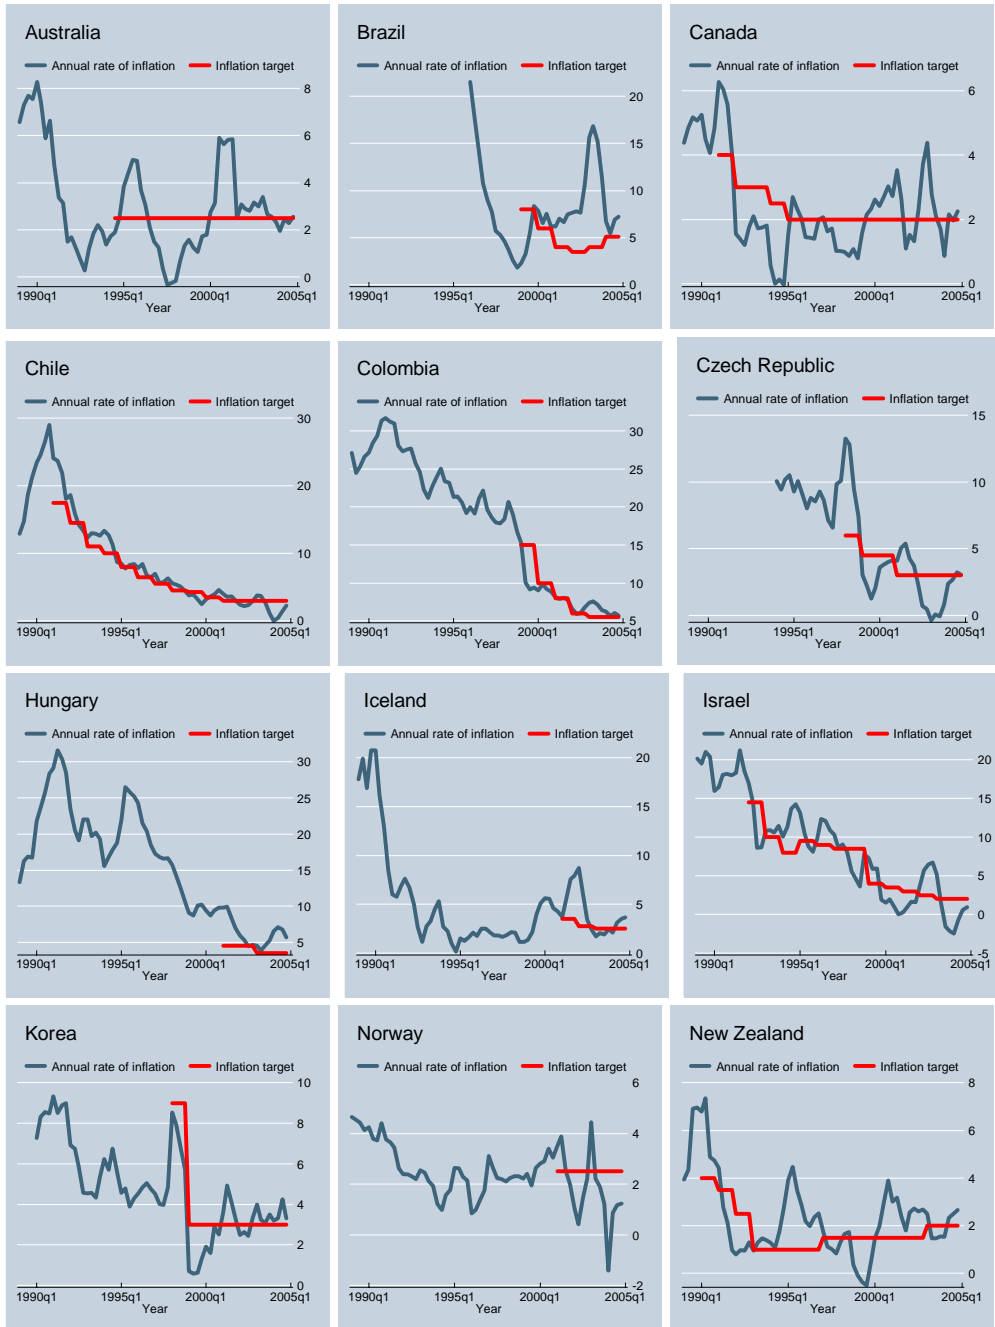 Australia
Annual rate of inflation Inflation target
8
6
4
2
0
1990q1 1995q1 2000q1 2005q1
Year
Brazil
Annual rate of inflation Inflation target
20
15
10
5
0
1990q1 1995q1 2000q1 2005q1
Year
Canada
Annual rate of inflation Inflation target
6
4
2
0
1990q1 1995q1 2000q1 2005q1
Year
Chile
Annual rate of inflation Inflation target
30
20
10
0
1990q1 1995q1 2000q1 2005q1
Year
Colombia
Annual rate of inflation Inflation target
30
25
20
15
10
5
1990q1 1995q1 2000q1 2005q1
Year
Czech Republic
Annual rate of inflation Inflation target
15
10
5
0
1990q1 1995q1 2000q1 2005q1
Year
Hungary
Annual rate of inflation Inflation target
30
25
20
15
10
5
1990q1 1995q1 2000q1 2005q1
Year
Iceland
Annual rate of inflation Inflation target
20
15
10
5
0
1990q1 1995q1 2000q1 2005q1
Year
Israel
Annual rate of inflation Inflation target
20
15
10
5
0
-5
1990q1 1995q1 2000q1 2005q1
Year
Korea
Annual rate of inflation Inflation target
10
8
6
4
2
0
1990q1 1995q1 2000q1 2005q1
Year
Norway
Annual rate of inflation Inflation target
6
4
2
0
-2
1990q1 1995q1 2000q1 2005q1
Year
New Zealand
Annual rate of inflation Inflation target
8
6
4
2
0
1990q1 1995q1 2000q1 2005q1
Year